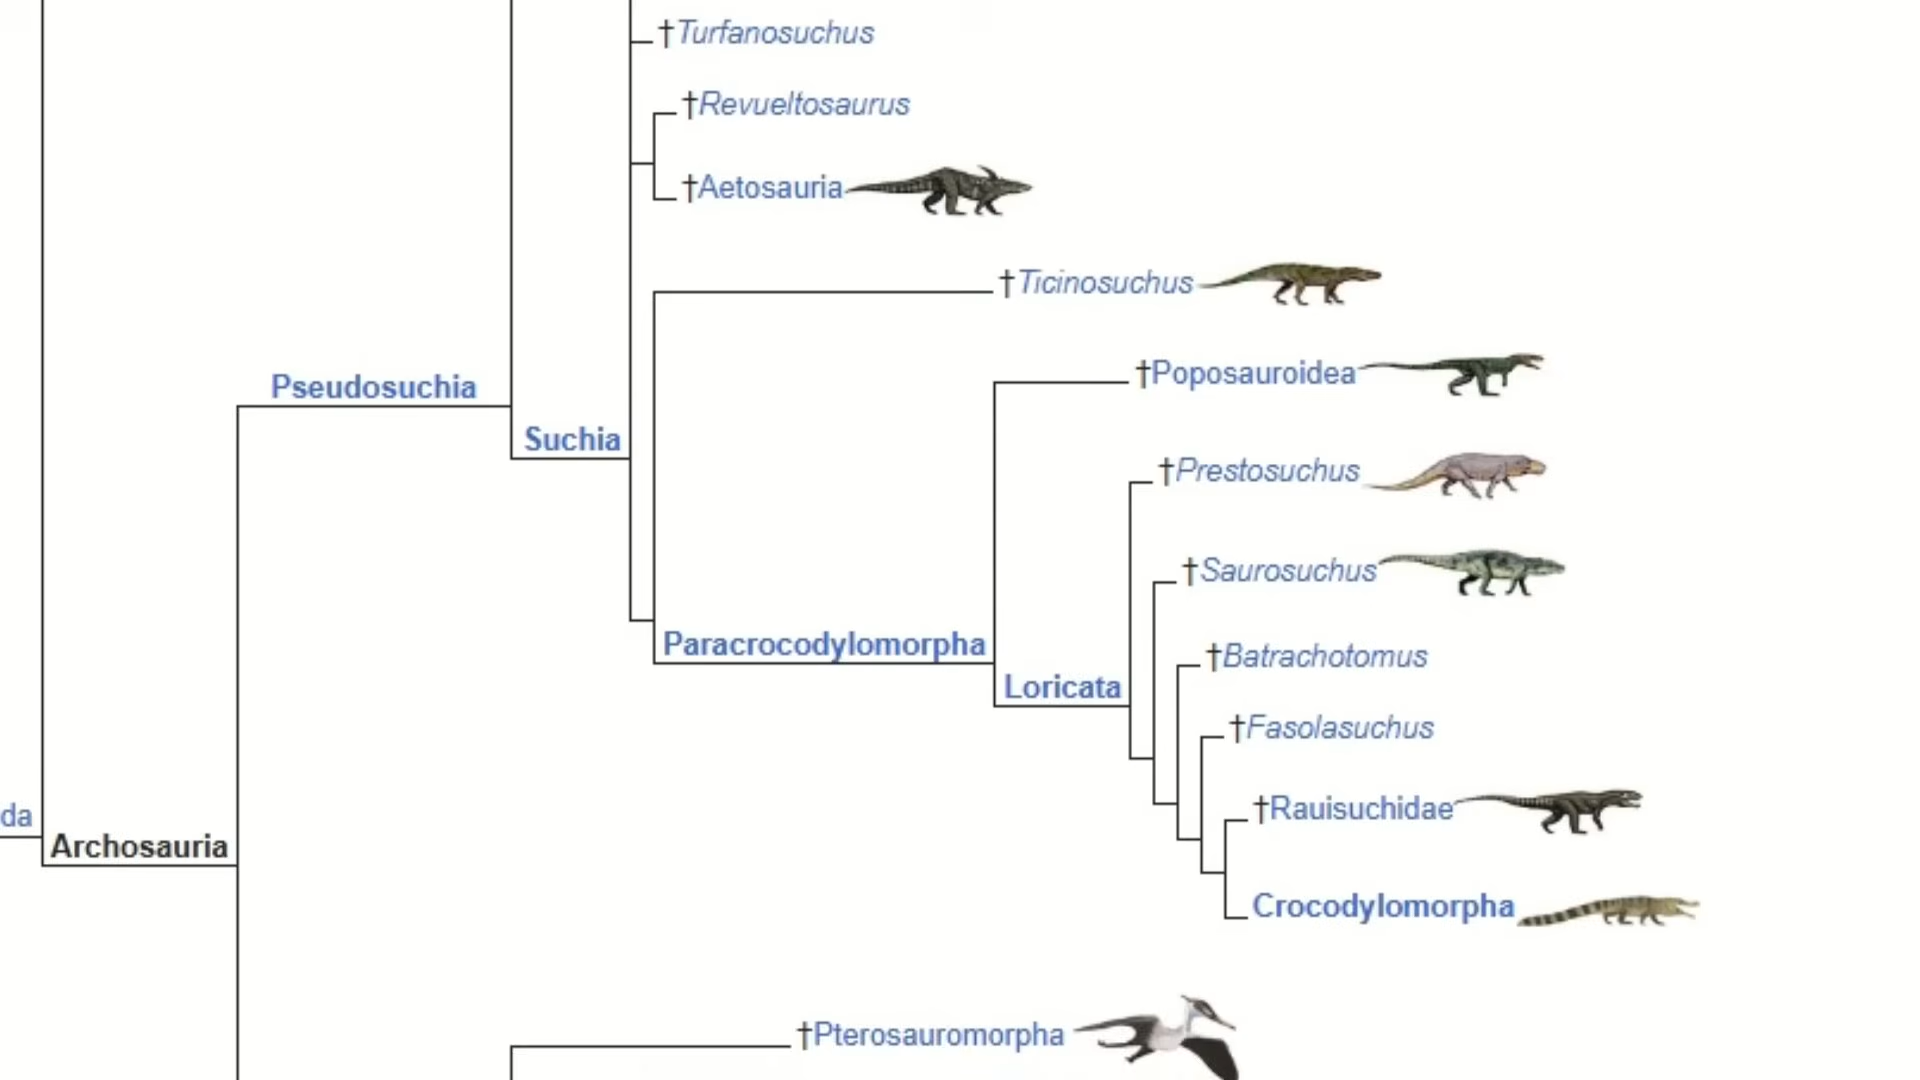 †Turfanosuchus
†Revueltosaurus
†Aetosauria
†Ticinosuchus
†Poposauroidea
Pseudosuchia
Suchia
†Prestosuchus
†Saurosuchus
Paracrocodylomorpha
†Batrachotomus
Loricata
†Fasolasuchus
†Rauisuchidae
da
Archosauria
Crocodylomorpha
†Pterosauromorpha